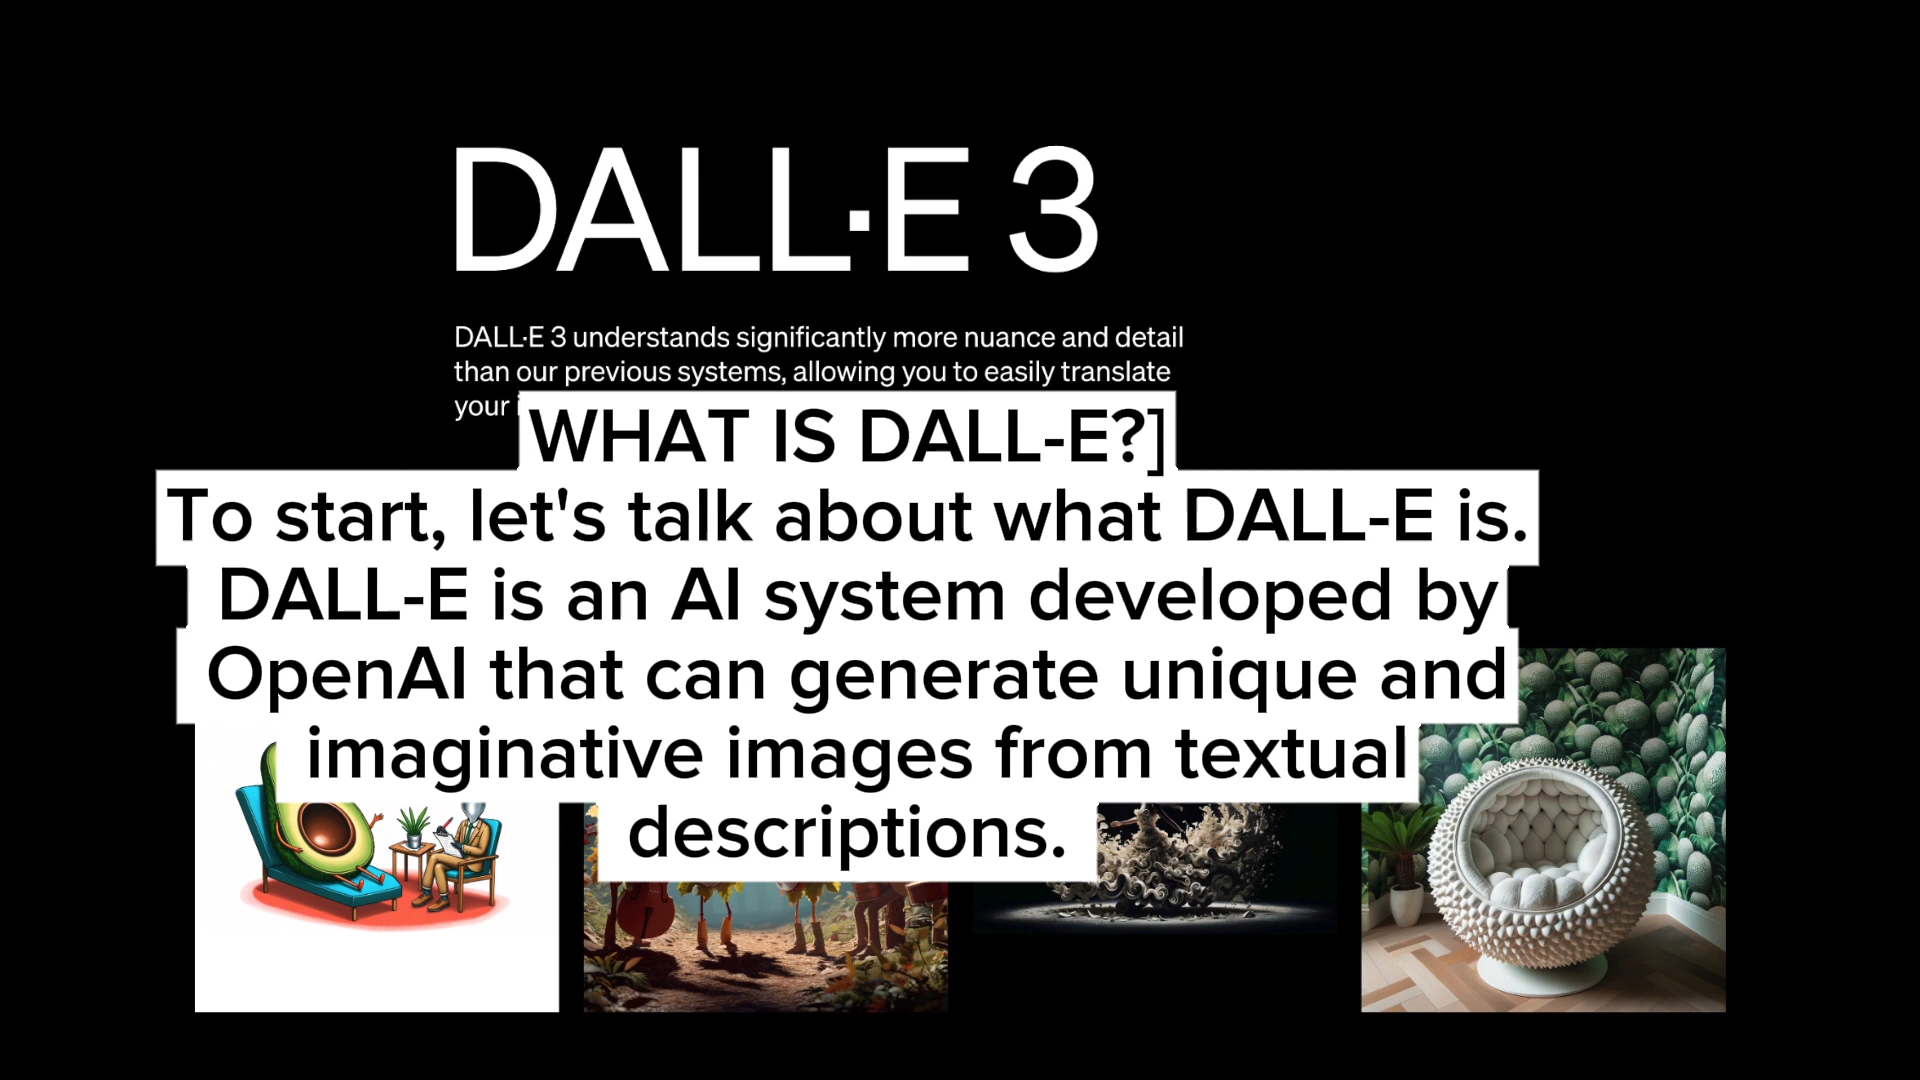 DALL·E 3
DALL·E 3 understands significantly more nuance and detail
than our previous systems, allowing you to easily translate
your
WHAT IS DALL-E?]
To start, let's talk about what DALL-E is.
DALL-E is an AI system developed by
OpenAI that can generate unique and
imaginative images from textual
descriptions.